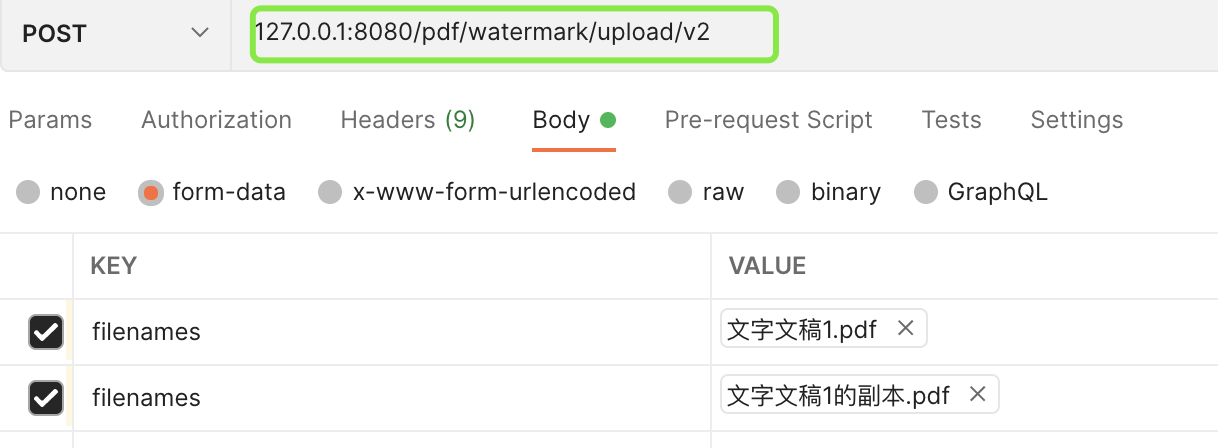 POST 127.0.0.1:8080/pdf/watermark/upload/v2
Params Authorization Headers (9) Body Pre-request Script Tests Settings
none form-data x-www-form-urlencoded raw binary GraphQL
KEY VALUE
filenames 文字文稿1.pdf
filenames 文字文稿1的副本.pdf